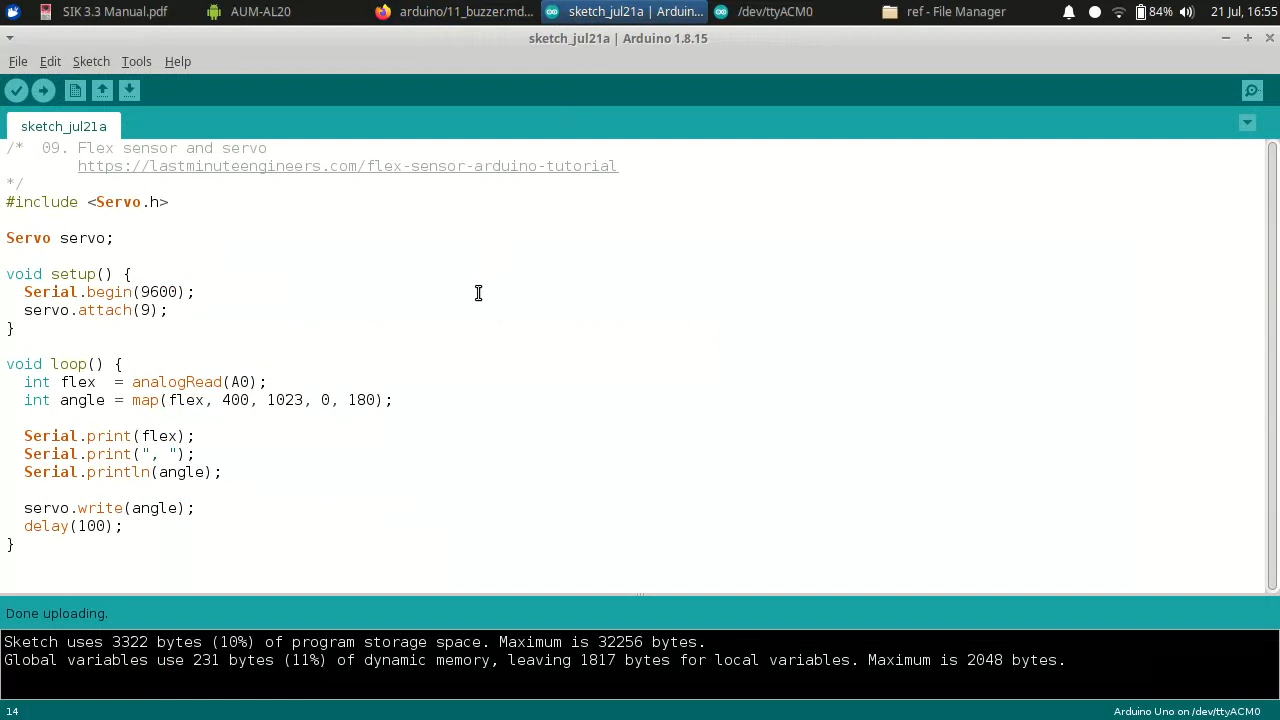 SIK 3.3 Manual.pdf
AUM-AL20
arduino/11_buzzer.md...
sketch_jul21a | Arduin...
/dev/ttyACM0
ref - File Manager
84%
21 Jul, 16:55
sketch_jul21a | Arduino 1.8.15
File Edit Sketch Tools Help
sketch_jul21a
/*  09. Flex sensor and servo
        https://lastminuteengineers.com/flex-sensor-arduino-tutorial
*/
#include <Servo.h>
Servo servo;
void setup() {
  Serial.begin(9600);
  servo.attach(9);
}
void loop() {
  int flex  = analogRead(A0);
  int angle = map(flex, 400, 1023, 0, 180);
  Serial.print(flex);
  Serial.print(", ");
  Serial.println(angle);
  servo.write(angle);
  delay(100);
}
Done uploading.
Sketch uses 3322 bytes (10%) of program storage space. Maximum is 32256 bytes.
Global variables use 231 bytes (11%) of dynamic memory, leaving 1817 bytes for local variables. Maximum is 2048 bytes.
14
Arduino Uno on /dev/ttyACM0